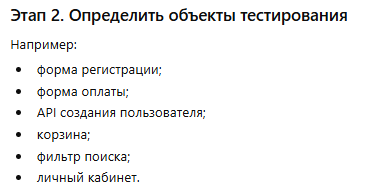 Этап 2. Определить объекты тестирования
Например:
• форма регистрации;
• форма оплаты;
• API создания пользователя;
• корзина;
• фильтр поиска;
• личный кабинет.